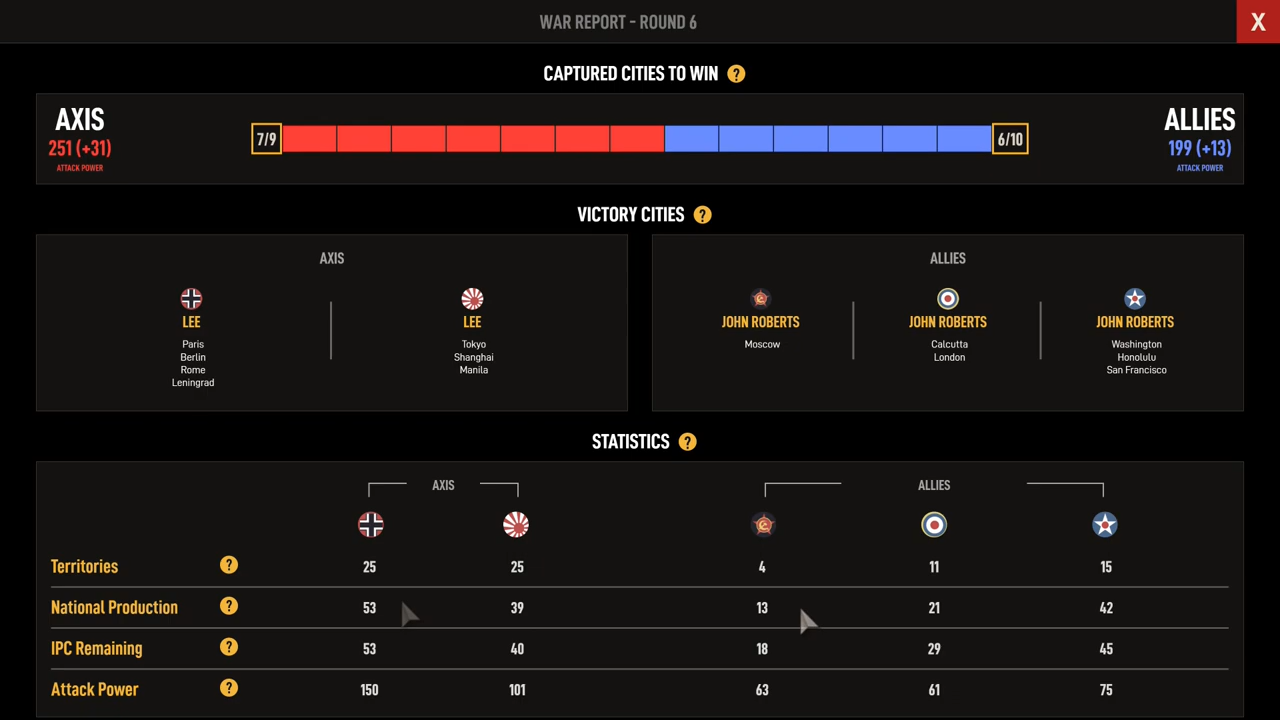 WAR REPORT - ROUND 6
X
CAPTURED CITIES TO WIN ?
AXIS
251 (+31)
ATTACK POWER
7/9
6/10
ALLIES
199 (+13)
ATTACK POWER
VICTORY CITIES ?
AXIS
LEE
Paris
Berlin
Rome
Leningrad
LEE
Tokyo
Shanghai
Manila
ALLIES
JOHN ROBERTS
Moscow
JOHN ROBERTS
Calcutta
London
JOHN ROBERTS
Washington
Honolulu
San Francisco
STATISTICS ?
AXIS ALLIES
Territories ? 25 25 4 11 15
National Production ? 53 39 13 21 42
IPC Remaining ? 53 40 18 29 45
Attack Power ? 150 101 63 61 75